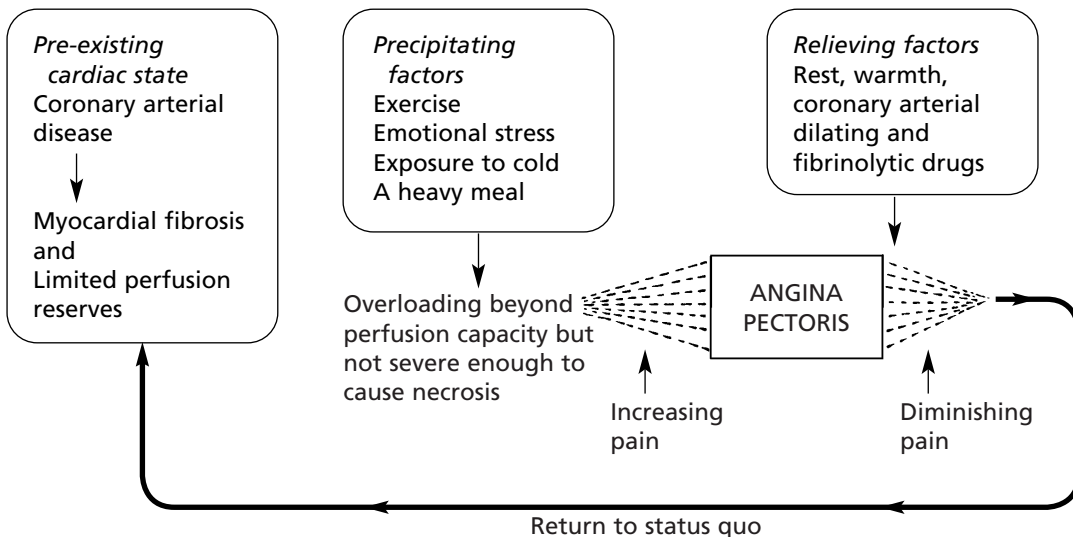 Pre-existing
cardiac state
Coronary arterial
disease
Myocardial fibrosis
and
Limited perfusion
reserves
Precipitating
factors
Exercise
Emotional stress
Exposure to cold
A heavy meal
Relieving factors
Rest, warmth,
coronary arterial
dilating and
fibrinolytic drugs
Overloading beyond
perfusion capacity but
not severe enough to
cause necrosis
ANGINA
PECTORIS
Increasing
pain
Diminishing
pain
Return to status quo